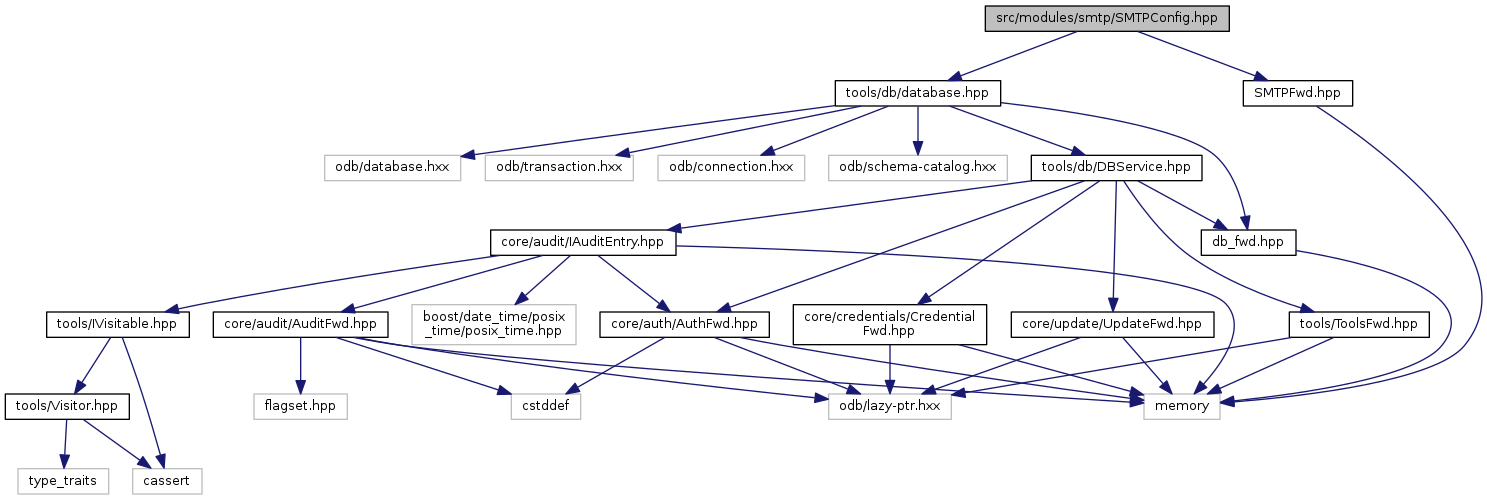 src/modules/smtp/SMTPConfig.hpp
tools/db/database.hpp
SMTPFwd.hpp
odb/database.hxx
odb/transaction.hxx
odb/connection.hxx
odb/schema-catalog.hxx
tools/db/DBService.hpp
core/audit/IAuditEntry.hpp
db_fwd.hpp
tools/IVisitable.hpp
core/audit/AuditFwd.hpp
boost/date_time/posix
_time/posix_time.hpp
core/auth/AuthFwd.hpp
core/credentials/Credential
Fwd.hpp
core/update/UpdateFwd.hpp
tools/ToolsFwd.hpp
tools/Visitor.hpp
flagset.hpp
cstddef
odb/lazy-ptr.hxx
memory
type_traits
cassert